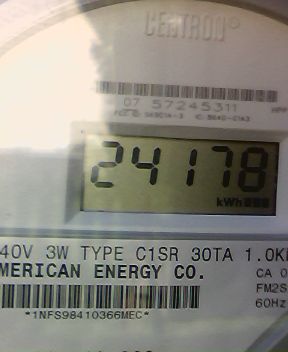 CENTRON®
07 57245311
24178
kWh
40V 3W TYPE C1SR 30TA 1.0K
MERICAN ENERGY CO.
CA 0
FM2S
60Hz
*1NFS98410366MEC*